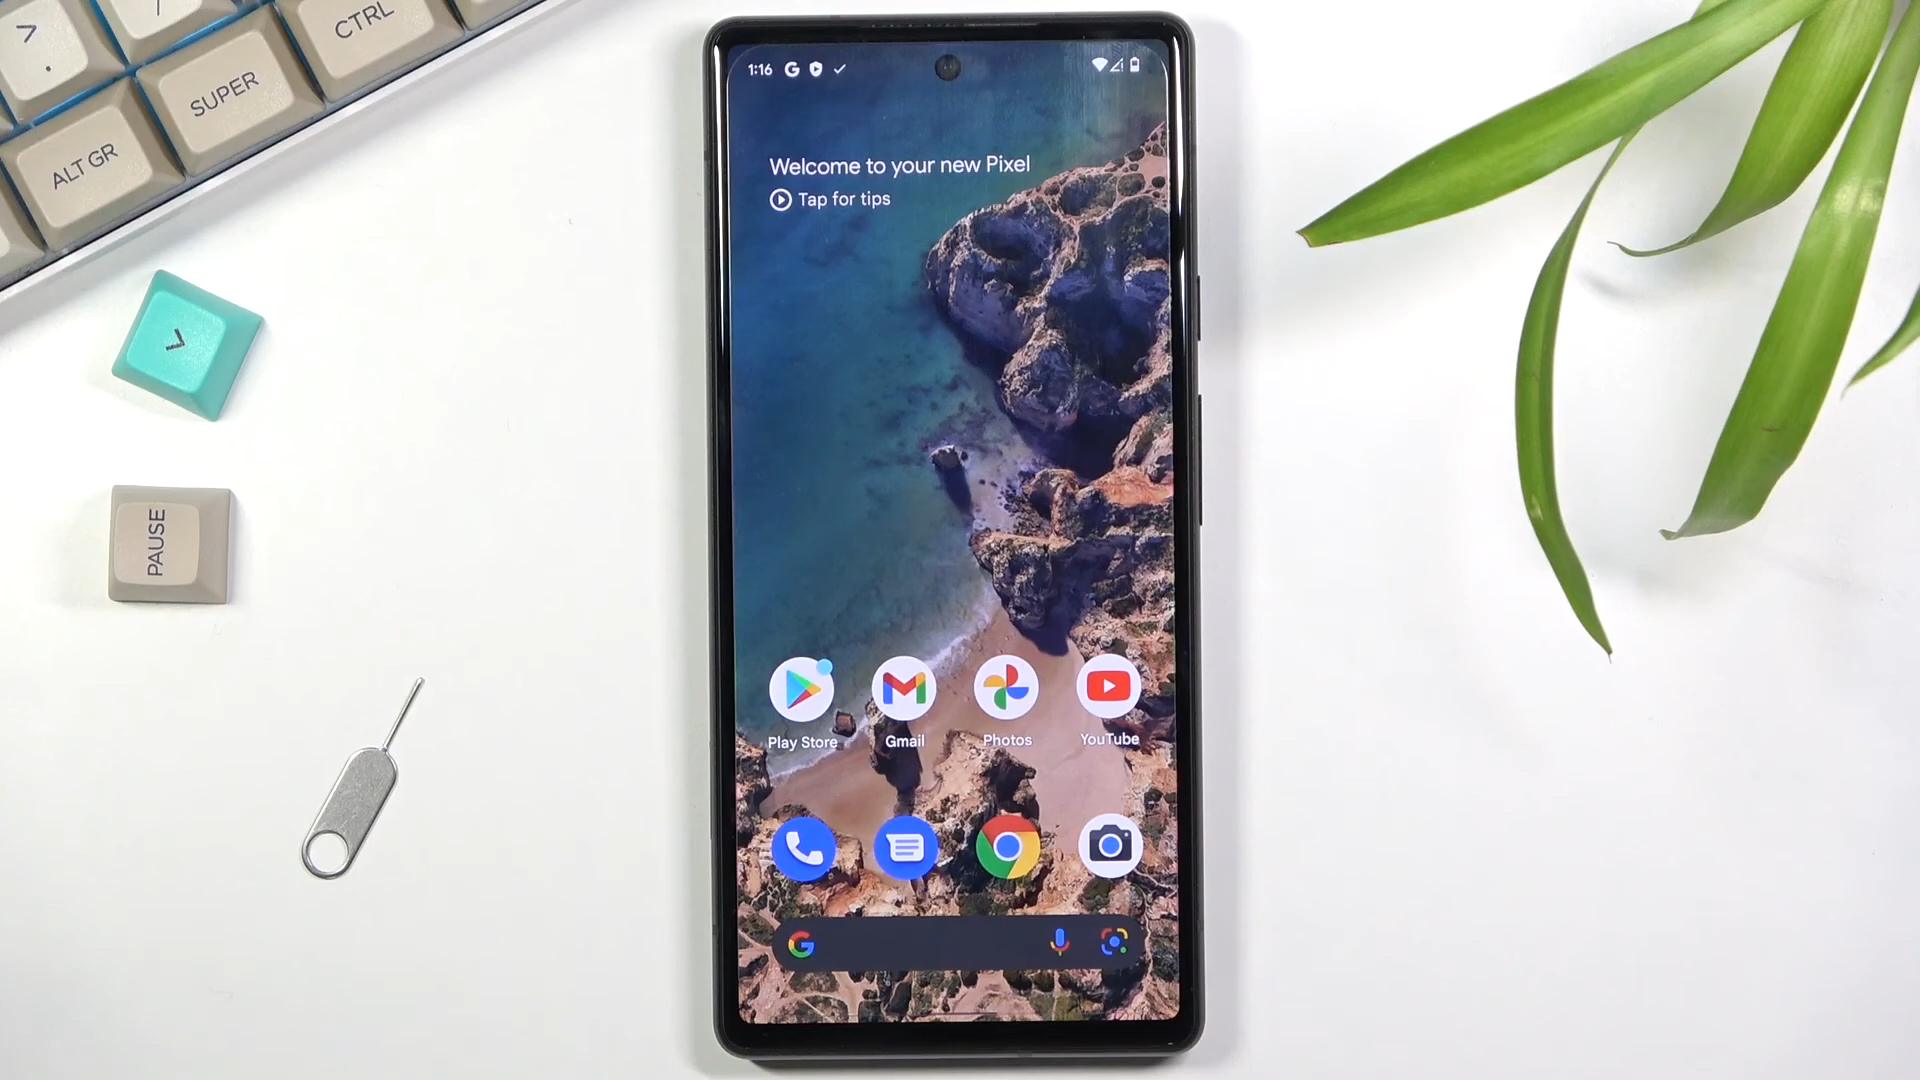 >
.
/
CTRL
SUPER
ALT GR
PAUSE
1:16
Welcome to your new Pixel
Tap for tips
Play Store
Gmail
Photos
YouTube